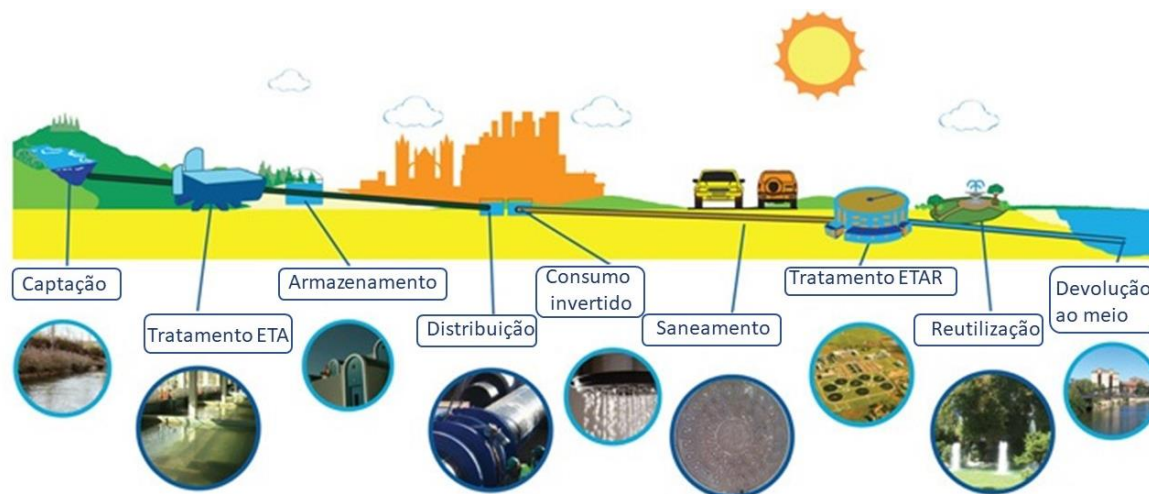 Captação
Tratamento ETA
Armazenamento
Distribuição
Consumo
invertido
Saneamento
Tratamento ETAR
Reutilização
Devolução
ao meio